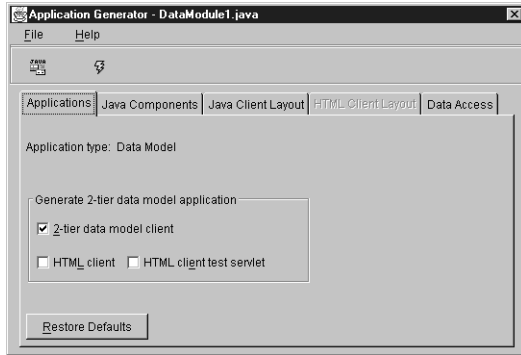 Application Generator - DataModule1.java
File Help
JAVA
Applications Java Components Java Client Layout HTML Client Layout Data Access
Application type: Data Model
Generate 2-tier data model application
2-tier data model client
HTML client HTML client test servlet
Restore Defaults